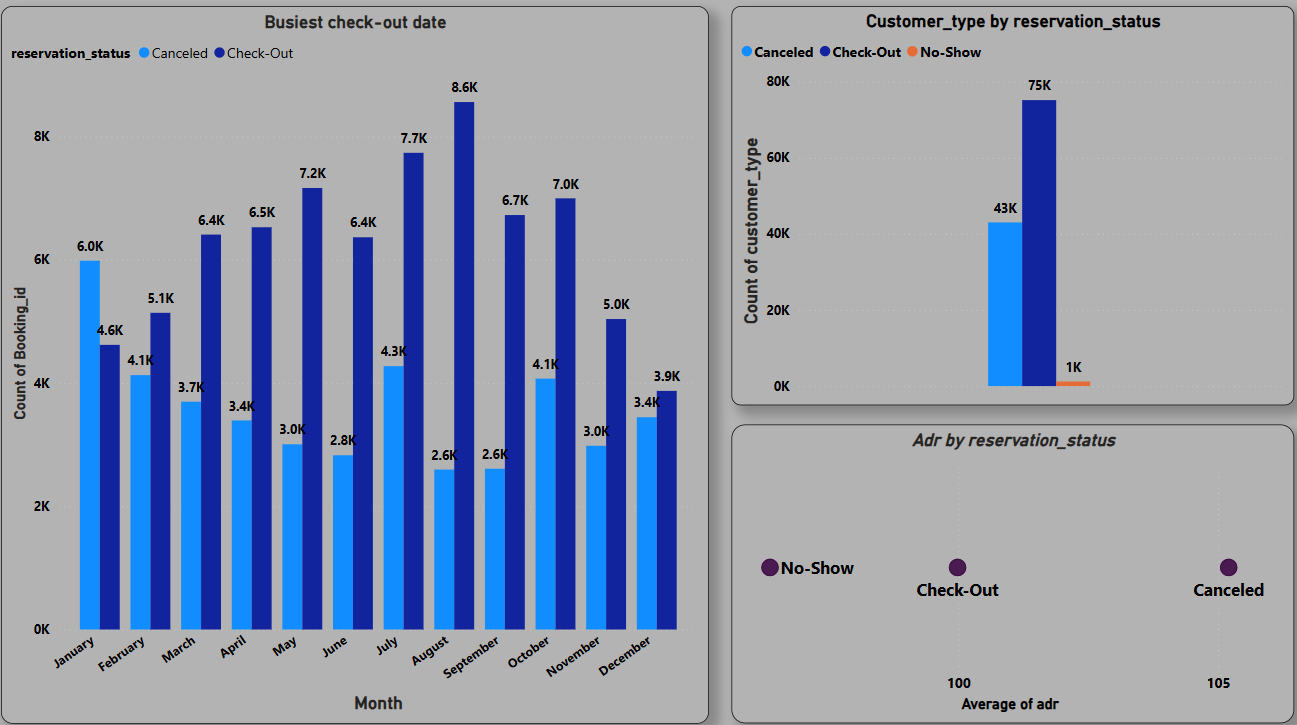 Busiest check-out date
reservation_status Canceled Check-Out
8K
6K
4K
2K
0K
Count of Booking_id
6.0K
4.6K
4.1K
5.1K
3.7K
6.4K
3.4K
6.5K
3.0K
7.2K
2.8K
6.4K
4.3K
7.7K
2.6K
8.6K
2.6K
6.7K
4.1K
7.0K
3.0K
5.0K
3.4K
3.9K
January
February
March
April
May
June
July
August
September
October
November
December
Month
Customer_type by reservation_status
Canceled Check-Out No-Show
80K
60K
40K
20K
0K
Count of customer_type
43K
75K
1K
Adr by reservation_status
No-Show
Check-Out
Canceled
100
105
Average of adr